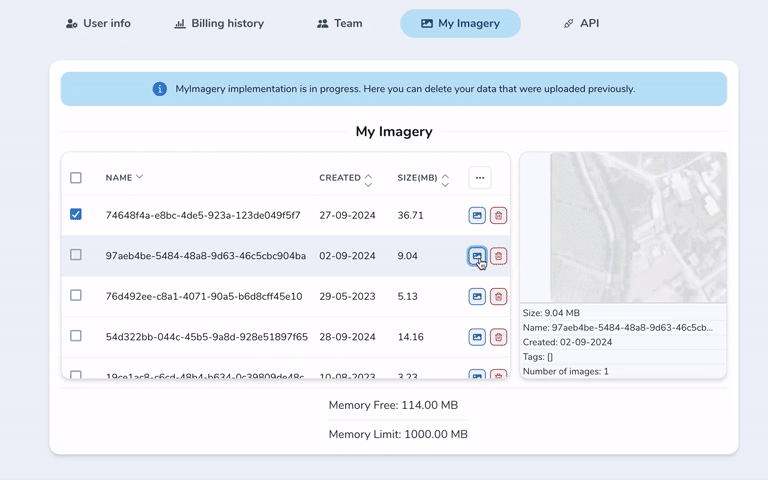 User info Billing history Team My Imagery API
MyImagery implementation is in progress. Here you can delete your data that were uploaded previously.
My Imagery
NAME CREATED SIZE(MB) ...
74648f4a-e8bc-4de5-923a-123de049f5f7 27-09-2024 36.71
97aeb4be-5484-48a8-9d63-46c5cbc904ba 02-09-2024 9.04
76d492ee-c8a1-4071-90a5-b6d8cff45e10 29-05-2023 5.13
54d322bb-044c-45b5-9a8d-928e51897f65 28-09-2024 14.16
19ce1ac8-c6cd-48b4-b634-0c39809de48c 10-08-2023 3.23
Size: 9.04 MB
Name: 97aeb4be-5484-48a8-9d63-46c5cb...
Created: 02-09-2024
Tags: []
Number of images: 1
Memory Free: 114.00 MB
Memory Limit: 1000.00 MB